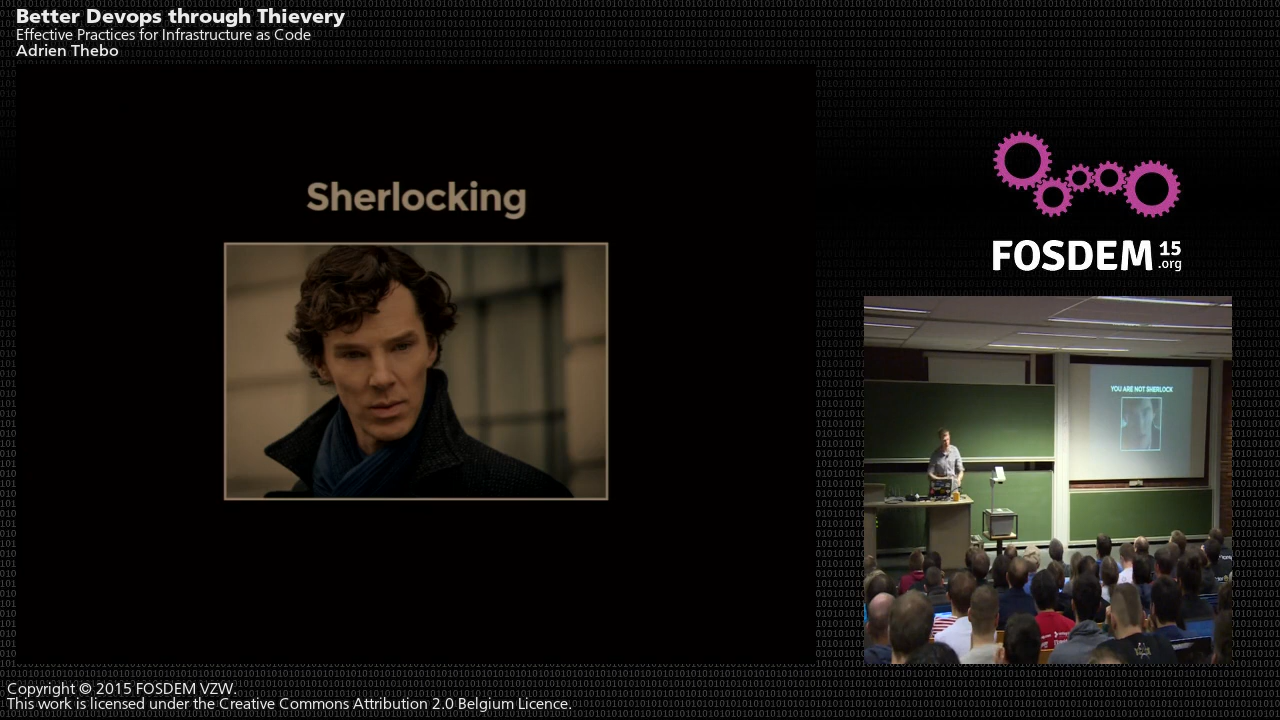 Better Devops through Thievery
Effective Practices for Infrastructure as Code
Adrien Thebo
Sherlocking
FOSDEM 15
.org
YOU ARE NOT SHERLOCK
Copyright © 2015 FOSDEM VZW.
This work is licensed under the Creative Commons Attribution 2.0 Belgium Licence.